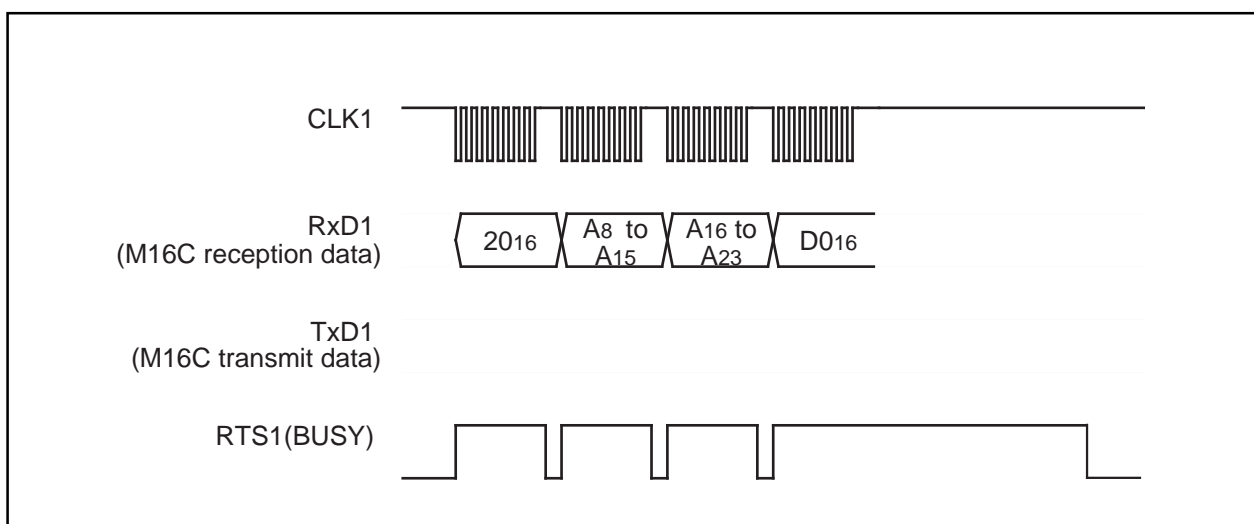 CLK1
RxD1
(M16C reception data)
2016
A8 to
A15
A16 to
A23
D016
TxD1
(M16C transmit data)
RTS1(BUSY)